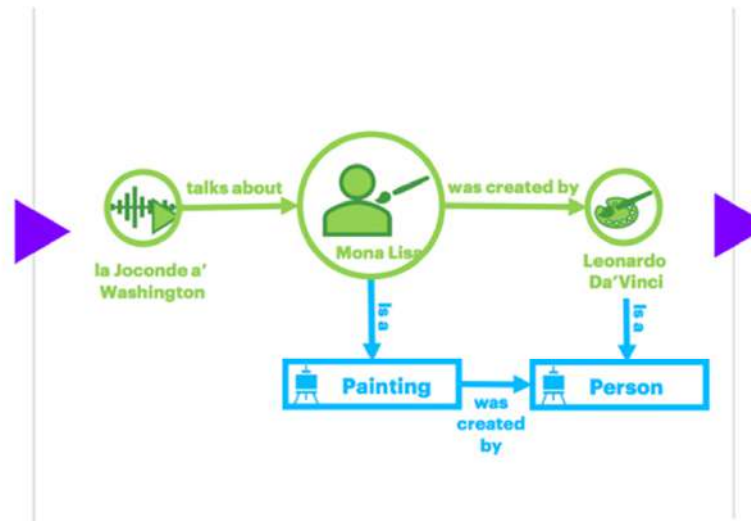 talks about
was created by
Mona Lisa
la Joconde a'
Washington
Leonardo
Da'Vinci
Is a
Is a
Painting
Person
was
created
by